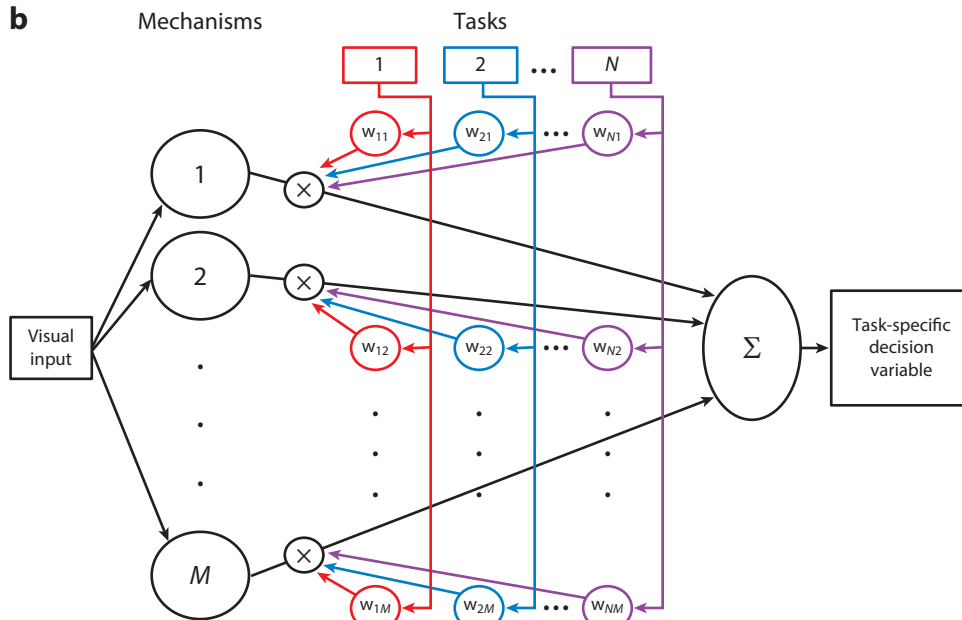 b
Mechanisms Tasks
1 2 ... N
w11 w21 ... wN1
1 ×
2 ×
w12 w22 ... wN2
Visual
input
Σ
Task-specific
decision
variable
M ×
w1M w2M ... wNM